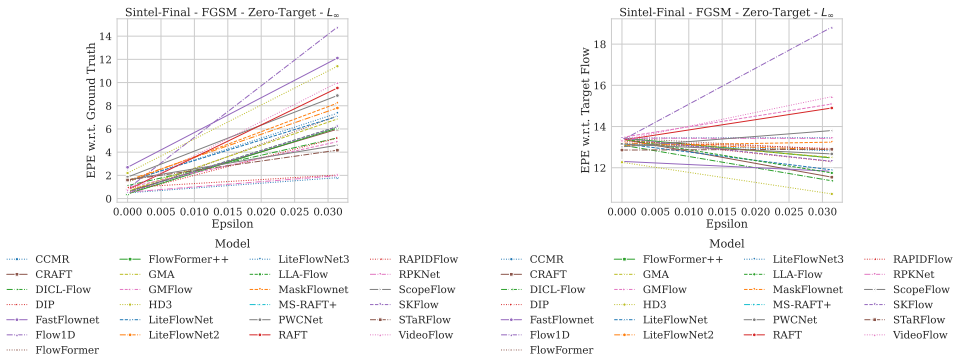 Sintel-Final - FGSM - Zero-Target - L∞
EPE w.r.t. Ground Truth
14
12
10
8
6
4
2
0
0.000 0.005 0.010 0.015 0.020 0.025 0.030
Epsilon
Model
CCMR FlowFormer++ LiteFlowNet3 RAPIDFlow
CRAFT GMA LLA-Flow RPKNet
DICL-Flow GMFlow MaskFlownet ScopeFlow
DIP HD3 MS-RAFT+ SKFlow
FastFlownet LiteFlowNet PWCNet STaRFlow
Flow1D LiteFlowNet2 RAFT VideoFlow
FlowFormer
Sintel-Final - FGSM - Zero-Target - L∞
EPE w.r.t. Target Flow
18
16
14
12
0.000 0.005 0.010 0.015 0.020 0.025 0.030
Epsilon
Model
CCMR FlowFormer++ LiteFlowNet3 RAPIDFlow
CRAFT GMA LLA-Flow RPKNet
DICL-Flow GMFlow MaskFlownet ScopeFlow
DIP HD3 MS-RAFT+ SKFlow
FastFlownet LiteFlowNet PWCNet STaRFlow
Flow1D LiteFlowNet2 RAFT VideoFlow
FlowFormer